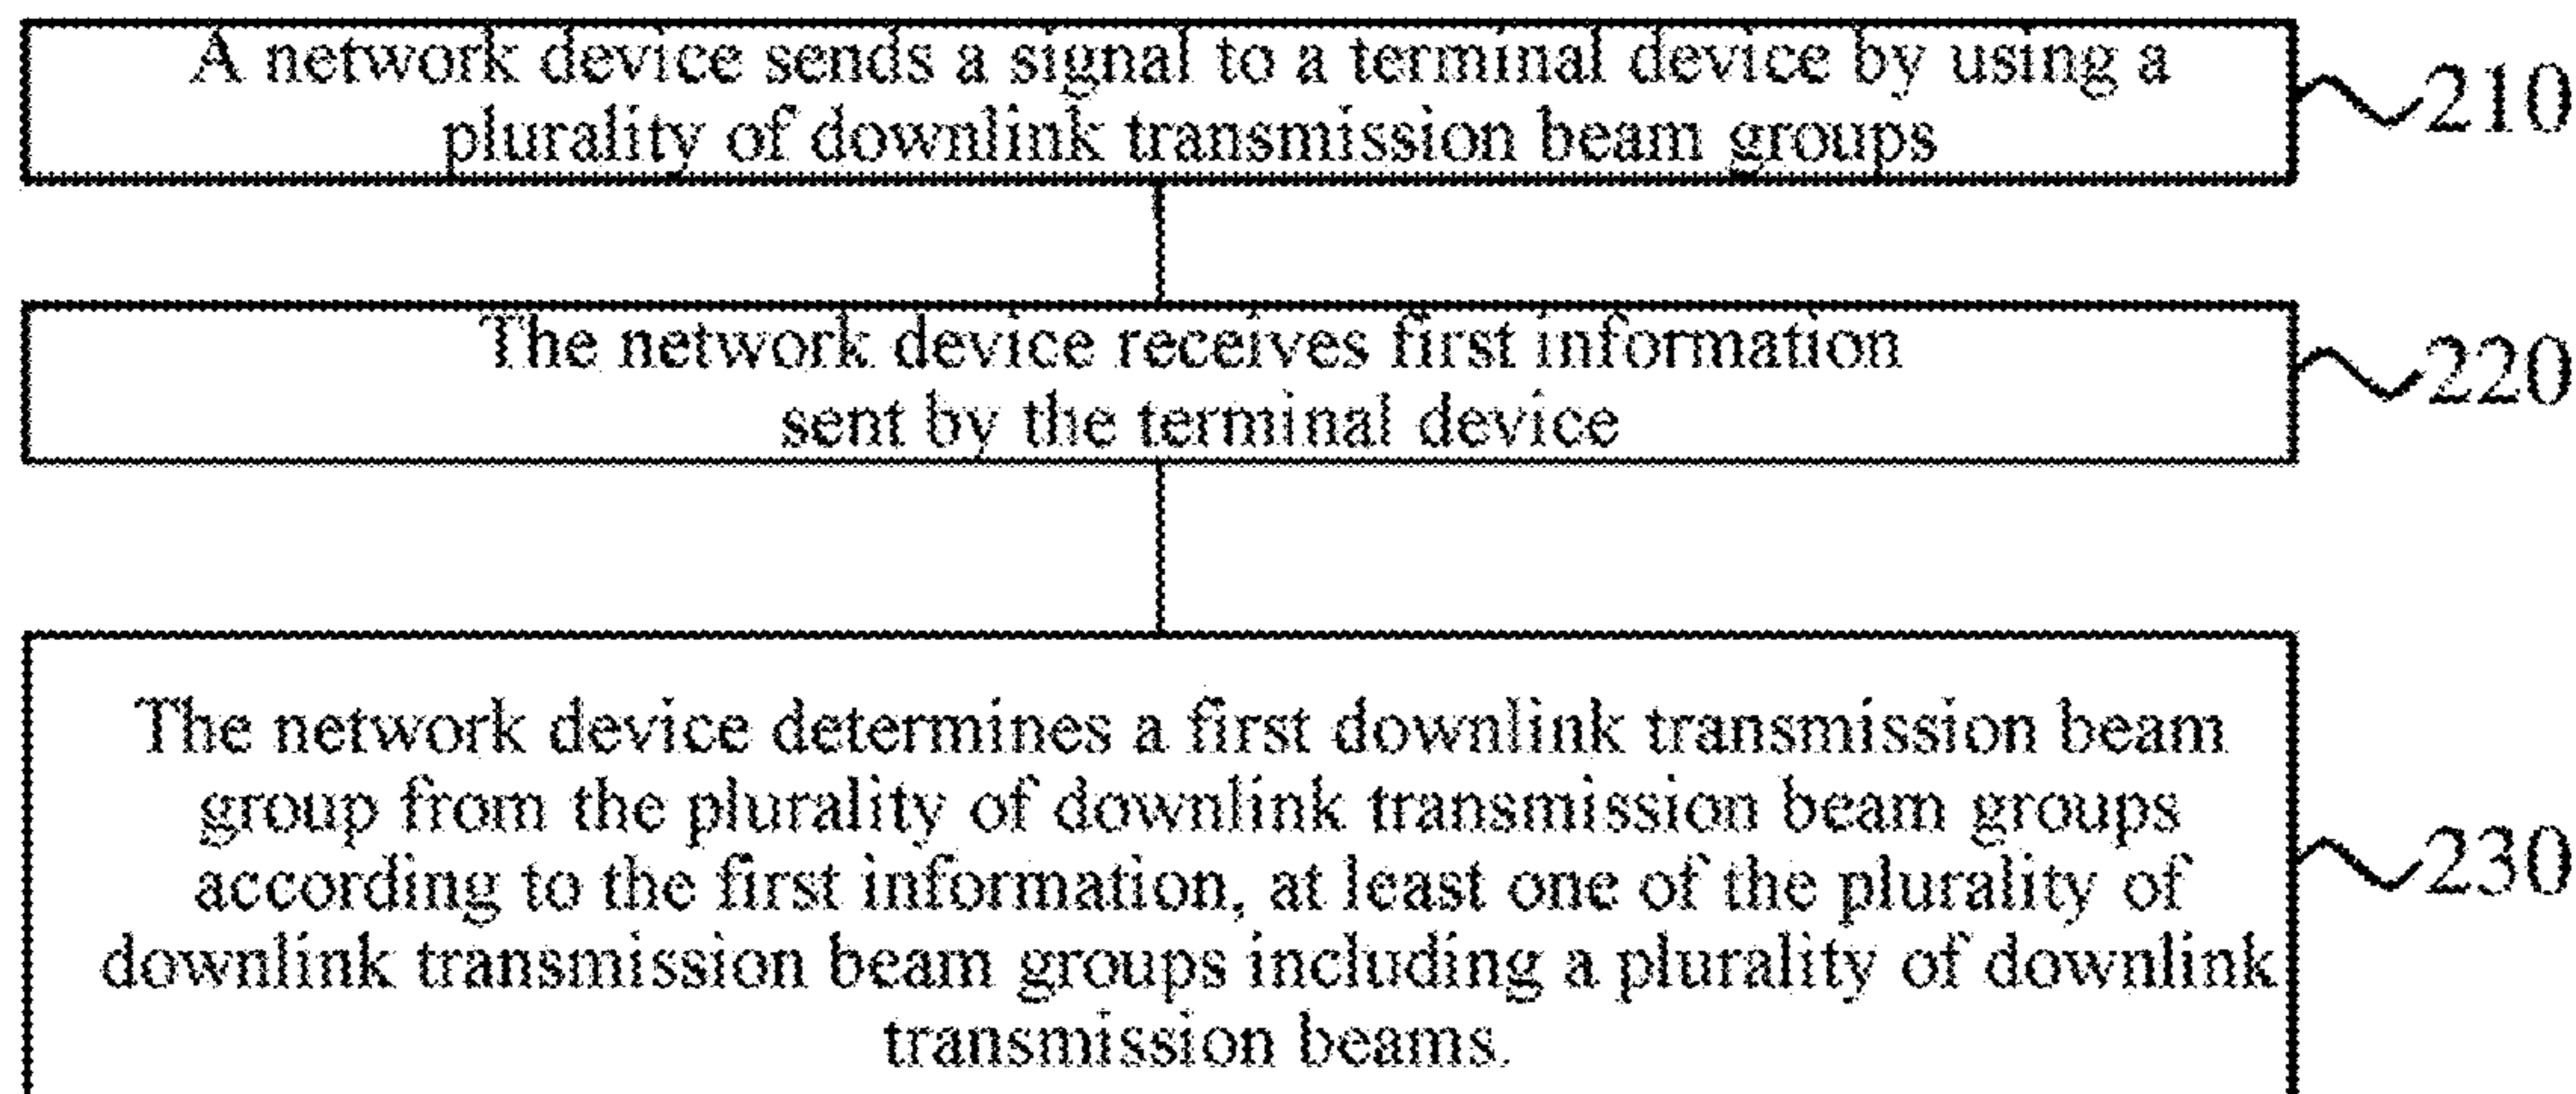 A network device sends a signal to a terminal device by using a
plurality of downlink transmission beam groups
210
The network device receives first information
sent by the terminal device
220
The network device determines a first downlink transmission beam
group from the plurality of downlink transmission beam groups
according to the first information, at least one of the plurality of
downlink transmission beam groups including a plurality of downlink
transmission beams.
230